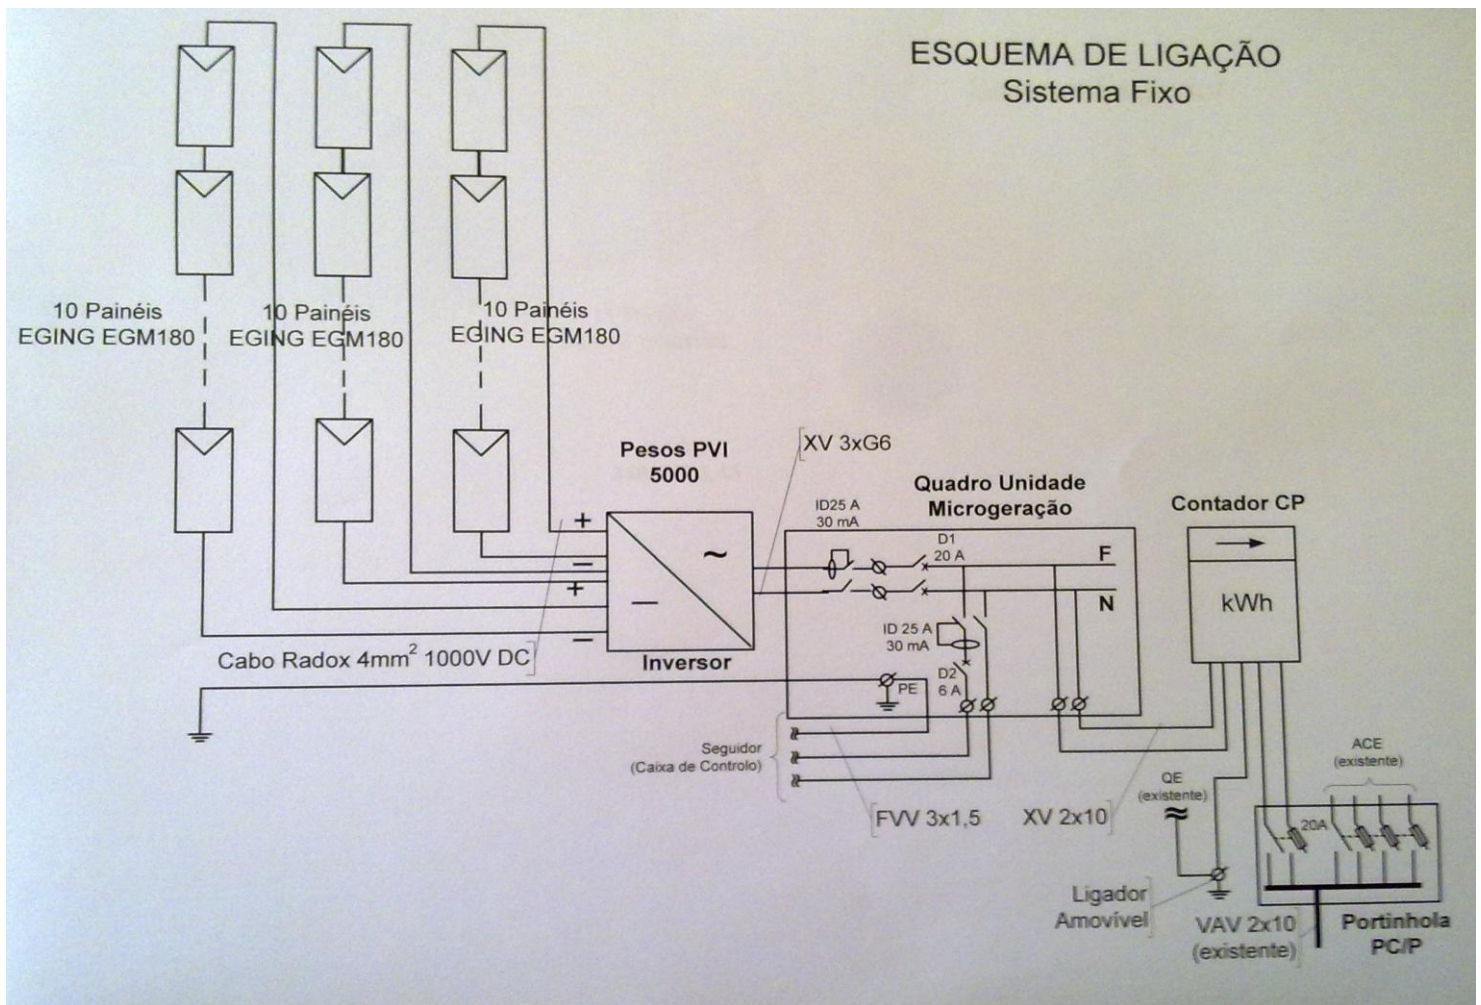 ESQUEMA DE LIGAÇÃO
Sistema Fixo
10 Painéis
EGING EGM180
10 Painéis
EGING EGM180
10 Painéis
EGING EGM180
Pesos PVI
5000
XV 3xG6
+
−
+
−
~
—
Inversor
Cabo Radox 4mm² 1000V DC
Quadro Unidade
Microgeração
ID25 A
30 mA
D1
20 A
F
N
ID 25 A
30 mA
D2
6 A
PE
Contador CP
kWh
Seguidor
(Caixa de Controlo)
FVV 3x1,5
XV 2x10
QE
(existente)
ACE
(existente)
20A
Ligador
Amovível
VAV 2x10
(existente)
Portinhola
PC/P